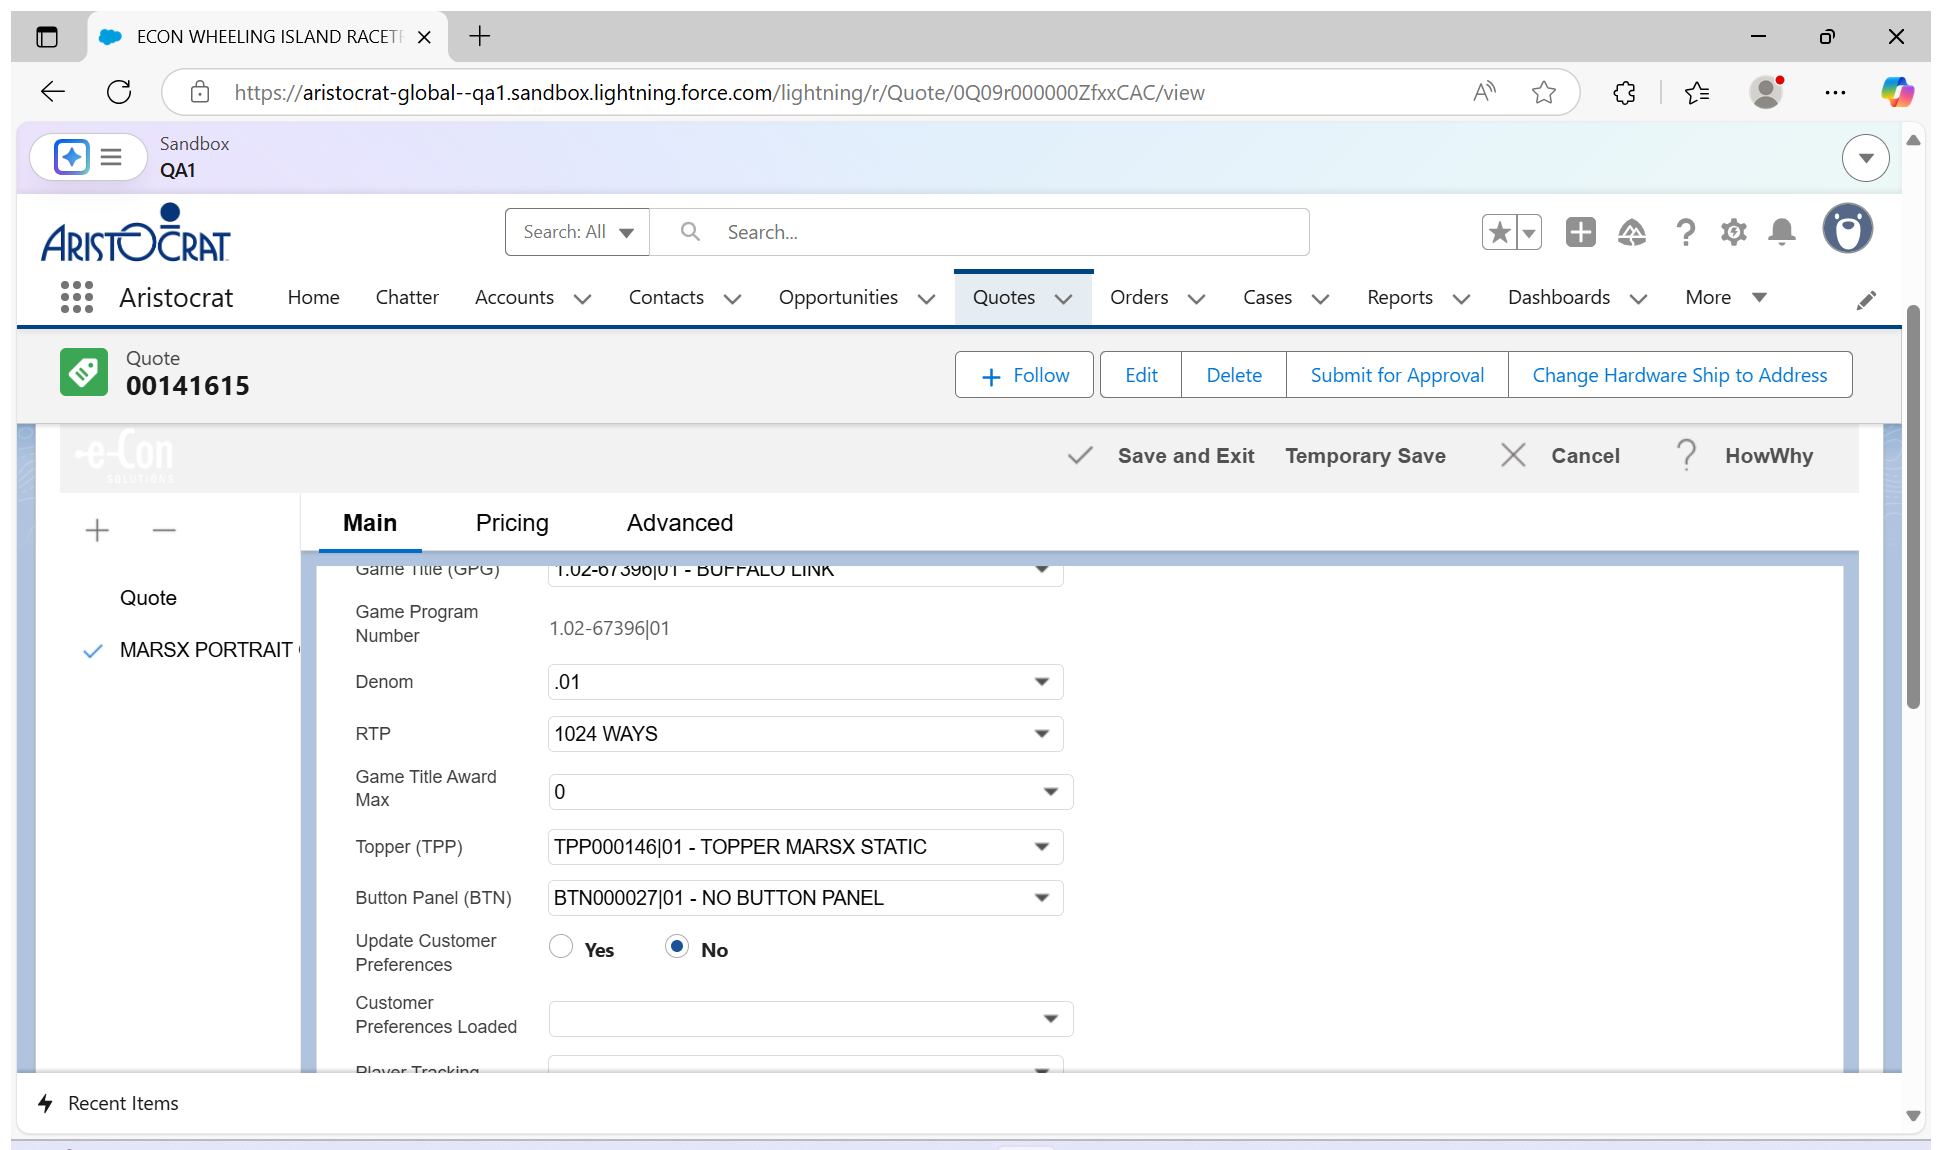 ECON WHEELING ISLAND RACET
https://aristocrat-global--qa1.sandbox.lightning.force.com/lightning/r/Quote/0Q09r000000ZfxxCAC/view
Sandbox
QA1
ARISTOCRAT
Search: All
Search...
Aristocrat
Home
Chatter
Accounts
Contacts
Opportunities
Quotes
Orders
Cases
Reports
Dashboards
More
Quote
00141615
Follow
Edit
Delete
Submit for Approval
Change Hardware Ship to Address
e-Con
SOLUTIONS
Save and Exit
Temporary Save
Cancel
HowWhy
Main
Pricing
Advanced
Quote
MARSX PORTRAIT
Game Title (GPG)
1.02-67396|01 - BUFFALO LINK
Game Program
Number
1.02-67396|01
Denom
.01
RTP
1024 WAYS
Game Title Award
Max
0
Topper (TPP)
TPP000146|01 - TOPPER MARSX STATIC
Button Panel (BTN)
BTN000027|01 - NO BUTTON PANEL
Update Customer
Preferences
Yes
No
Customer
Preferences Loaded
Player Tracking
Recent Items